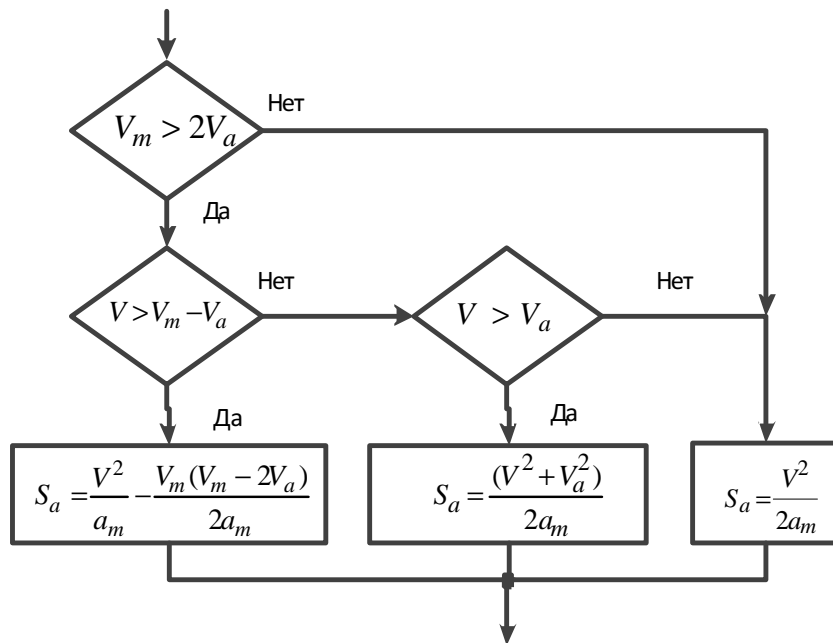 Нет
V_m > 2V_a
Да
Нет
Нет
V > V_m − V_a
V > V_a
Да
Да
S_a = V^2/a_m − V_m(V_m − 2V_a)/2a_m
S_a = (V^2 + V_a^2)/2a_m
S_a = V^2/2a_m